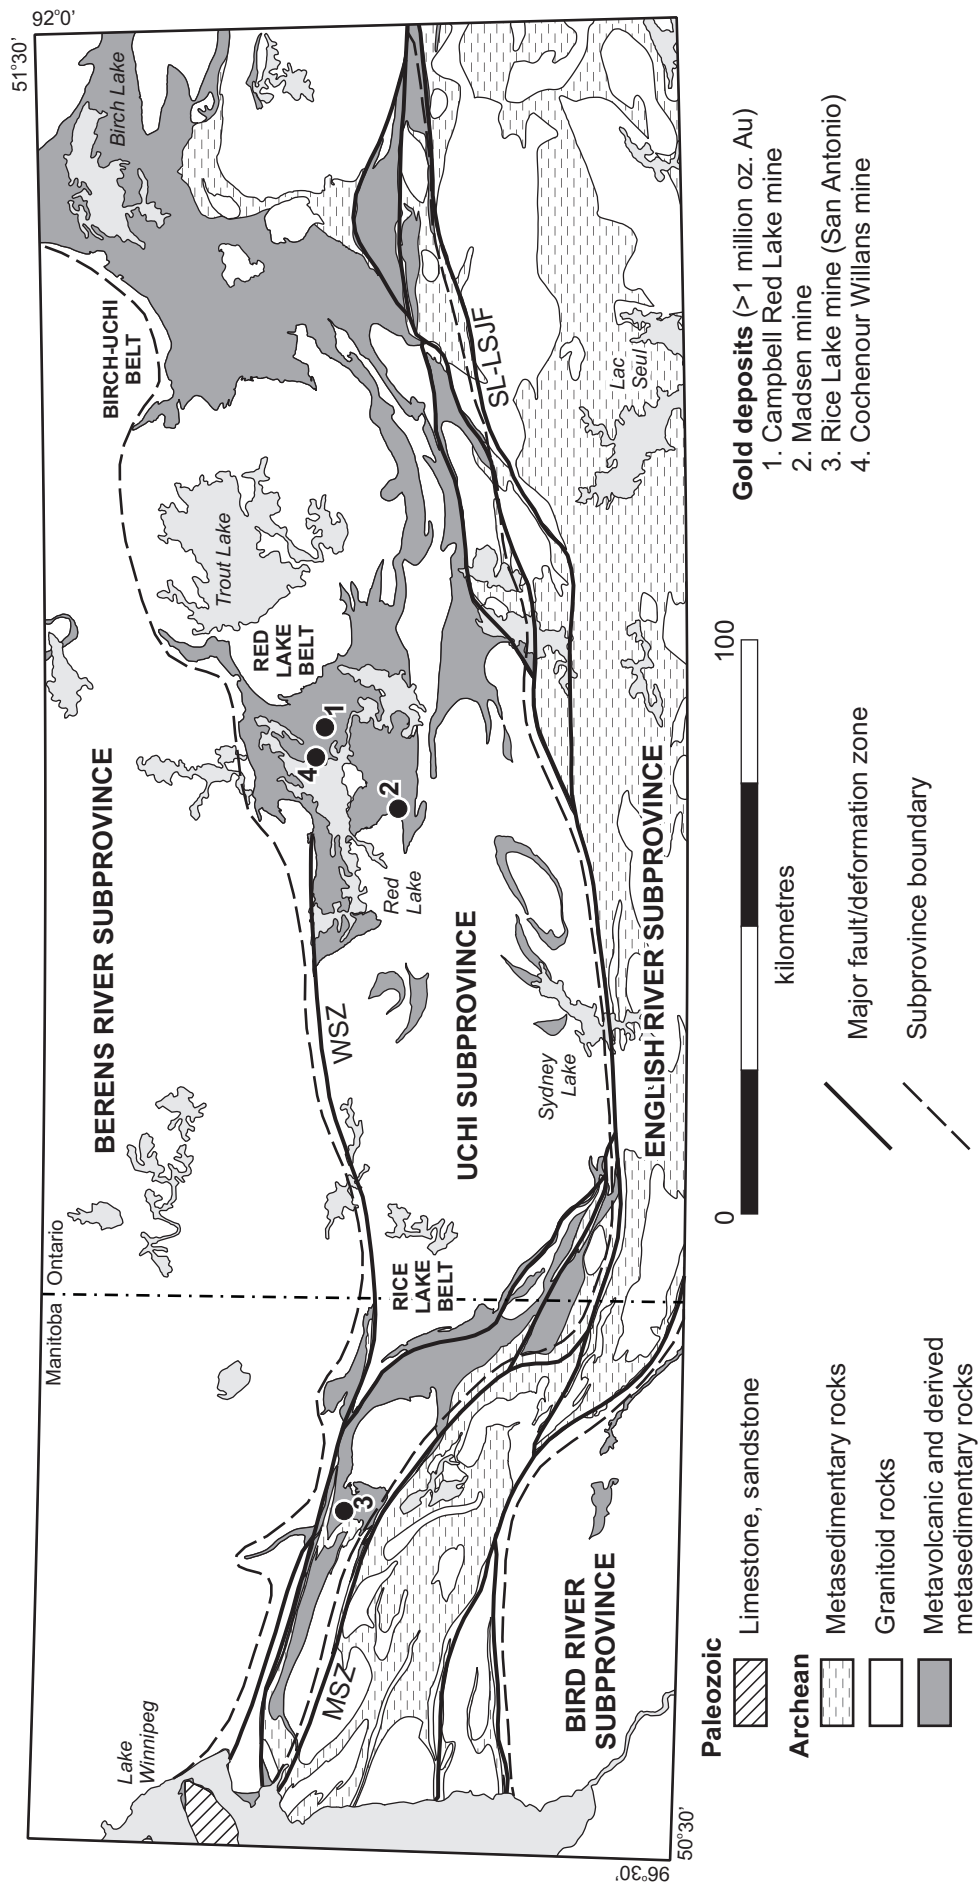 92°0'
51°30'
Birch Lake
BIRCH-UCHI
BELT
Trout Lake
RED
LAKE
BELT
SL-LSJF
Lac
Seul
BERENS RIVER SUBPROVINCE
1
4
2
Red
Lake
WSZ
UCHI SUBPROVINCE
Sydney
Lake
ENGLISH RIVER SUBPROVINCE
Manitoba
Ontario
RICE
LAKE
BELT
3
MSZ
BIRD RIVER
SUBPROVINCE
Lake
Winnipeg
50°30'
96°30'
Gold deposits (>1 million oz. Au)
1. Campbell Red Lake mine
2. Madsen mine
3. Rice Lake mine (San Antonio)
4. Cochenour Willans mine
0
100
kilometres
Major fault/deformation zone
Subprovince boundary
Paleozoic
Limestone, sandstone
Archean
Metasedimentary rocks
Granitoid rocks
Metavolcanic and derived
metasedimentary rocks